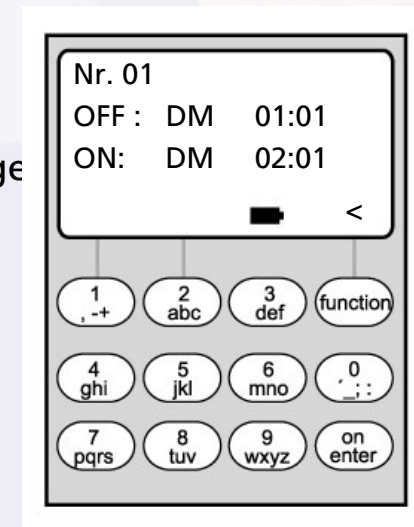 Nr. 01
OFF : DM 01:01
ge
ON: DM 02:01
<
1 2 3 function
, -+ abc def
4 5 6 0
ghi jkl mno ´_; :
7 8 9 on
pqrs tuv wxyz enter